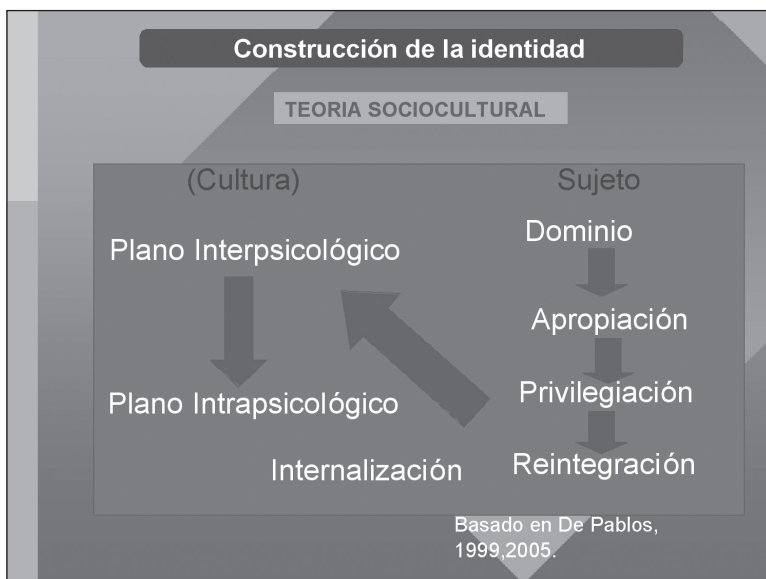 Construcción de la identidad
TEORIA SOCIOCULTURAL
(Cultura)
Sujeto
Plano Interpsicológico
Dominio
Apropiación
Plano Intrapsicológico
Privilegiación
Internalización
Reintegración
Basado en De Pablos,
1999,2005.